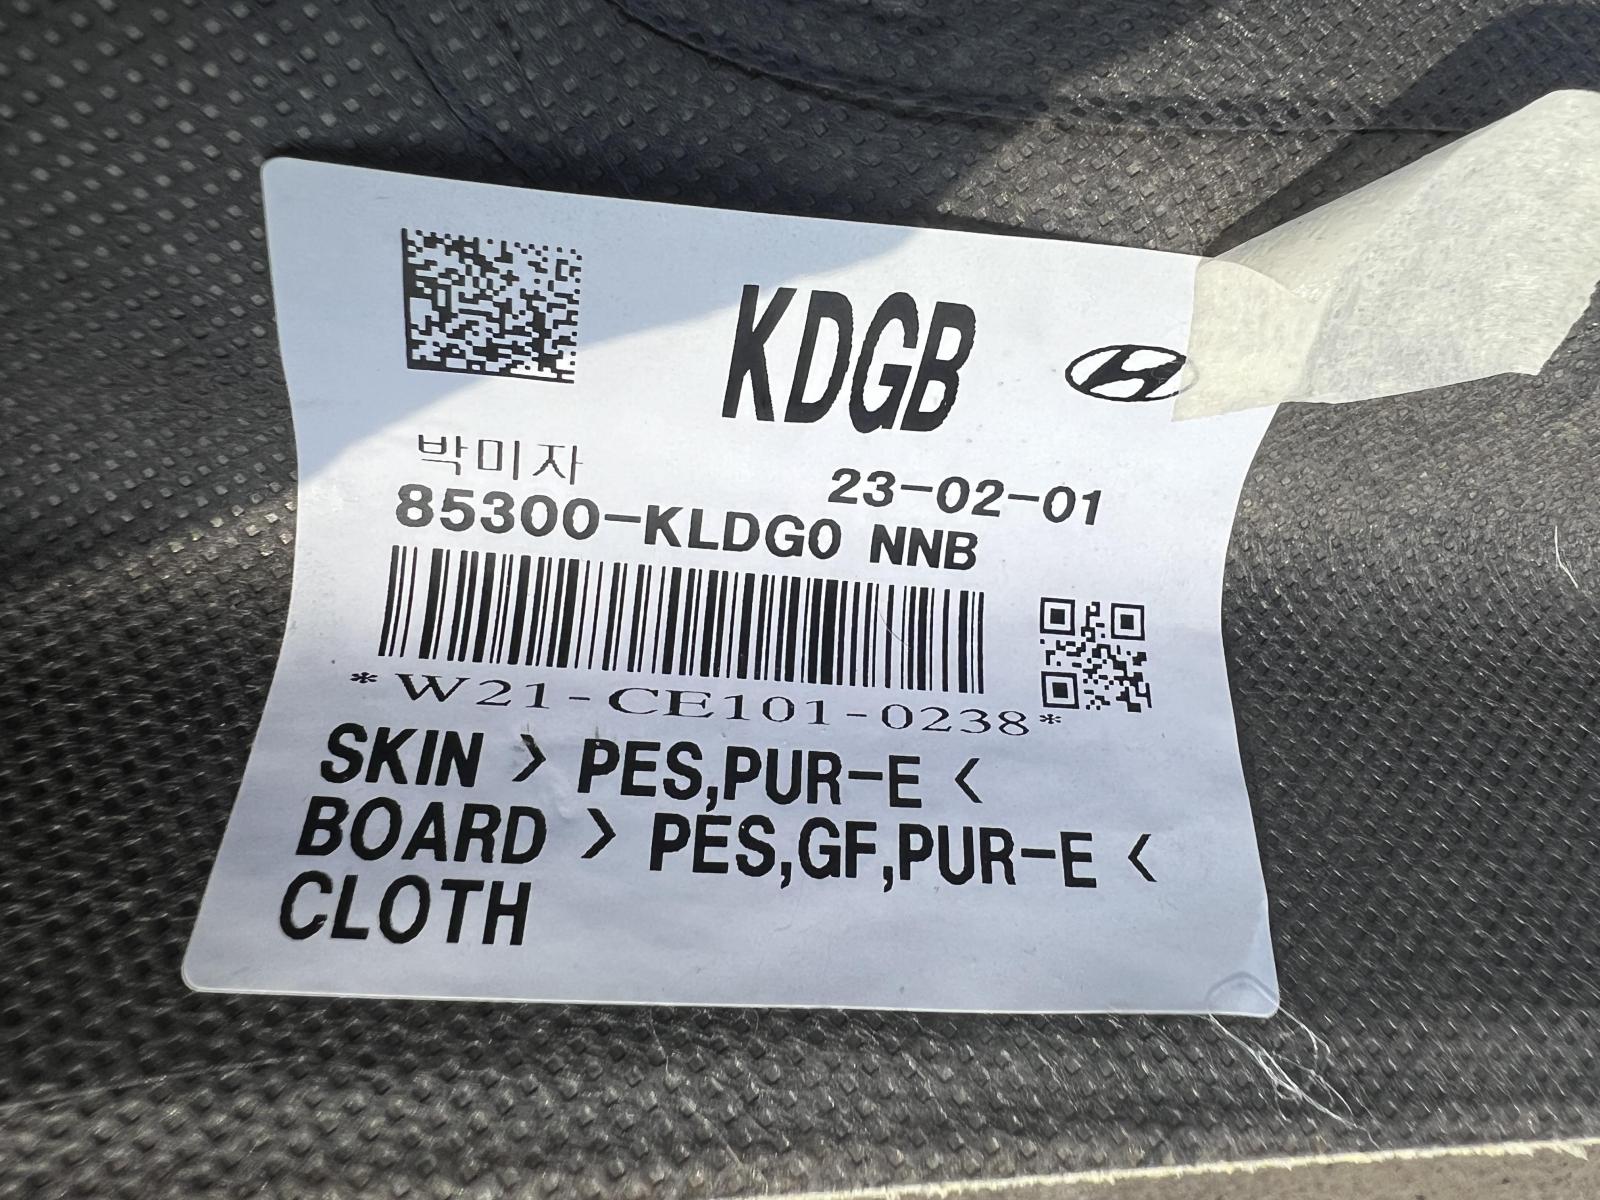 KDGB
박미자
23-02-01
85300-KLDG0 NNB
*W21-CE101-0238*
SKIN > PES,PUR-E <
BOARD > PES,GF,PUR-E <
CLOTH